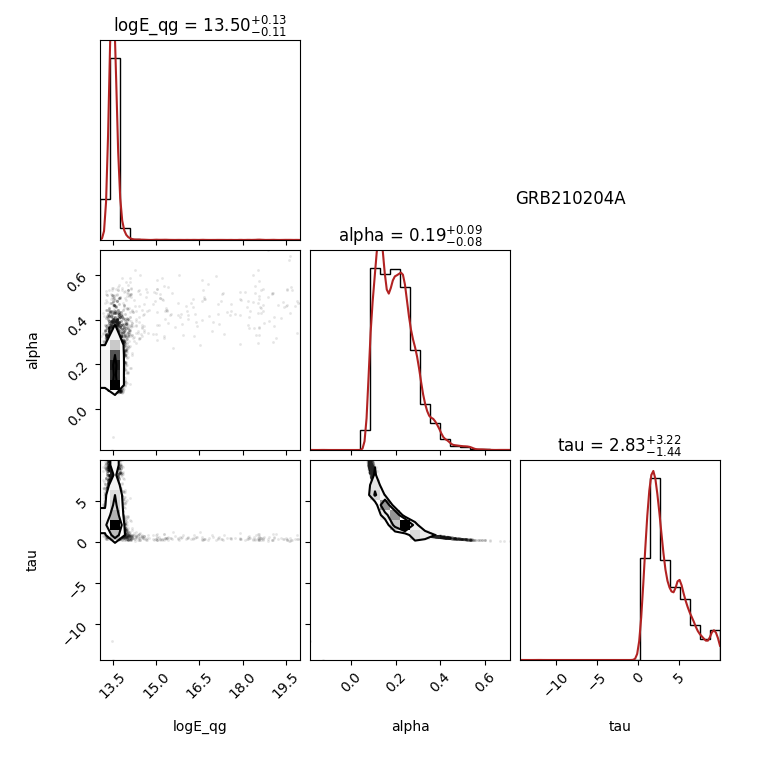 logE_qg = 13.50+0.13 −0.11
GRB210204A
alpha = 0.19+0.09 −0.08
0.6
0.4
0.2
0.0
alpha
tau = 2.83+3.22 −1.44
5
0
−5
−10
tau
13.5 15.0 16.5 18.0 19.5
0.0 0.2 0.4 0.6
−10 −5 0 5
logE_qg alpha tau